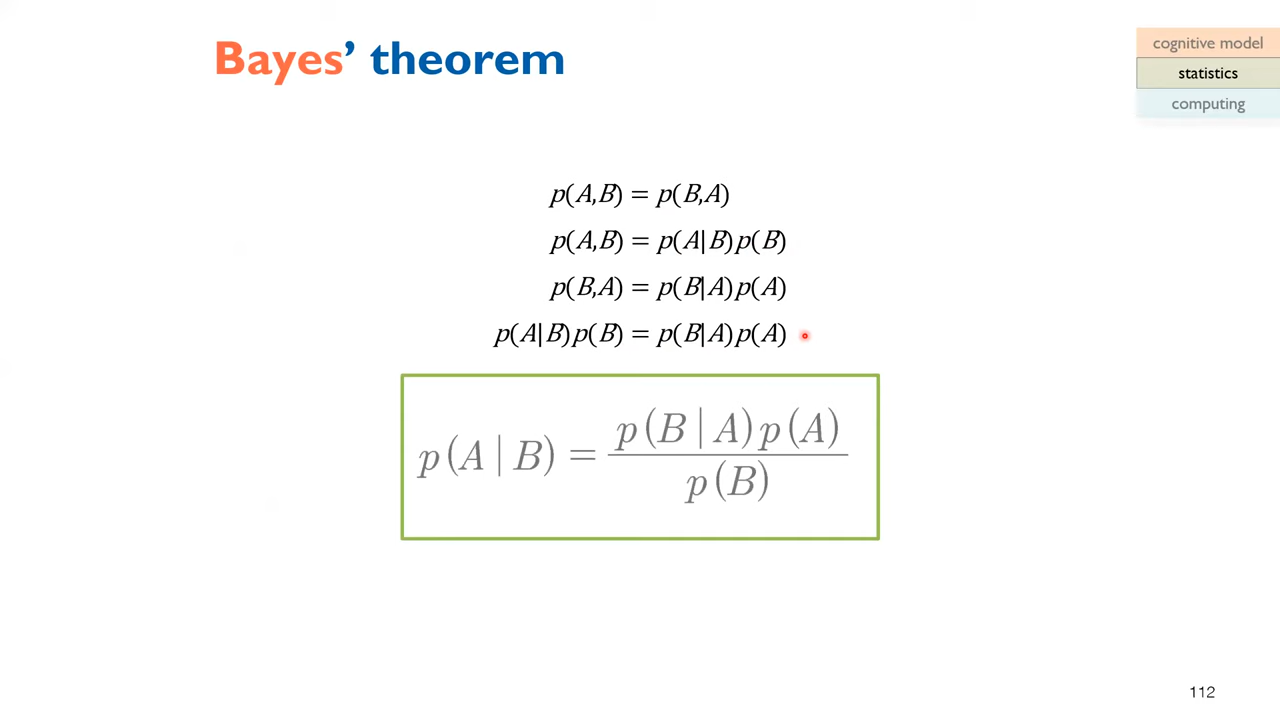 Bayes’ theorem
cognitive model
statistics
computing
p(A,B) = p(B,A)
p(A,B) = p(A|B)p(B)
p(B,A) = p(B|A)p(A)
p(A|B)p(B) = p(B|A)p(A)
p(A | B) = p(B | A)p(A) / p(B)
112